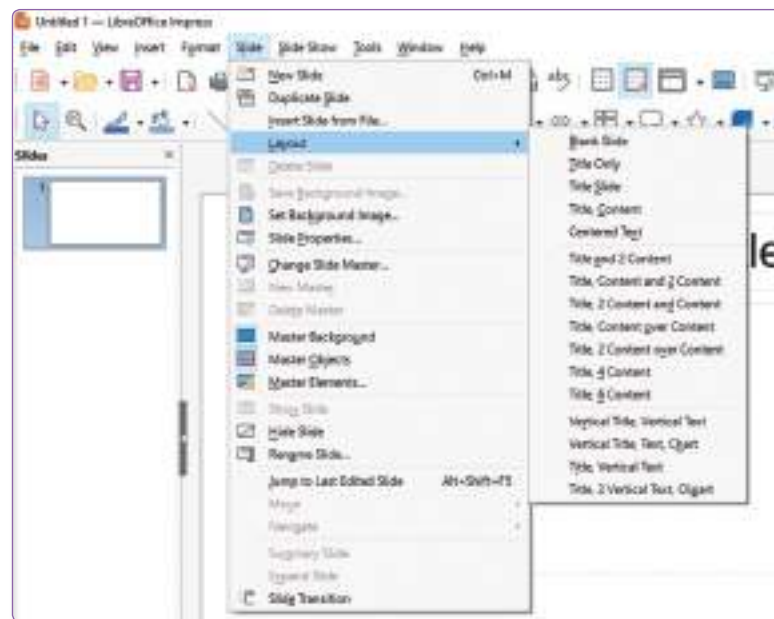 Untitled 1 — LibreOffice Impress
File Edit View Insert Format Slide Slide Show Tools Window Help
New Slide Ctrl+M
Duplicate Slide
Insert Slide from File...
Layout
Delete Slide
Save Background Image...
Set Background Image...
Slide Properties...
Change Slide Master...
New Master
Delete Master
Master Background
Master Objects
Master Elements...
Show Slide
Hide Slide
Rename Slide...
Jump to Last Edited Slide Alt+Shift+F5
Move
Navigate
Summary Slide
Expand Slide
Slide Transition
Blank Slide
Title Only
Title Slide
Title, Content
Centered Text
Title and 2 Content
Title, Content and 2 Content
Title, 2 Content and Content
Title, Content over Content
Title, 2 Content over Content
Title, 4 Content
Title, 6 Content
Vertical Title, Vertical Text
Vertical Title, Text, Chart
Title, Vertical Text
Title, 2 Vertical Text, Clipart
Slides
1
abj
le